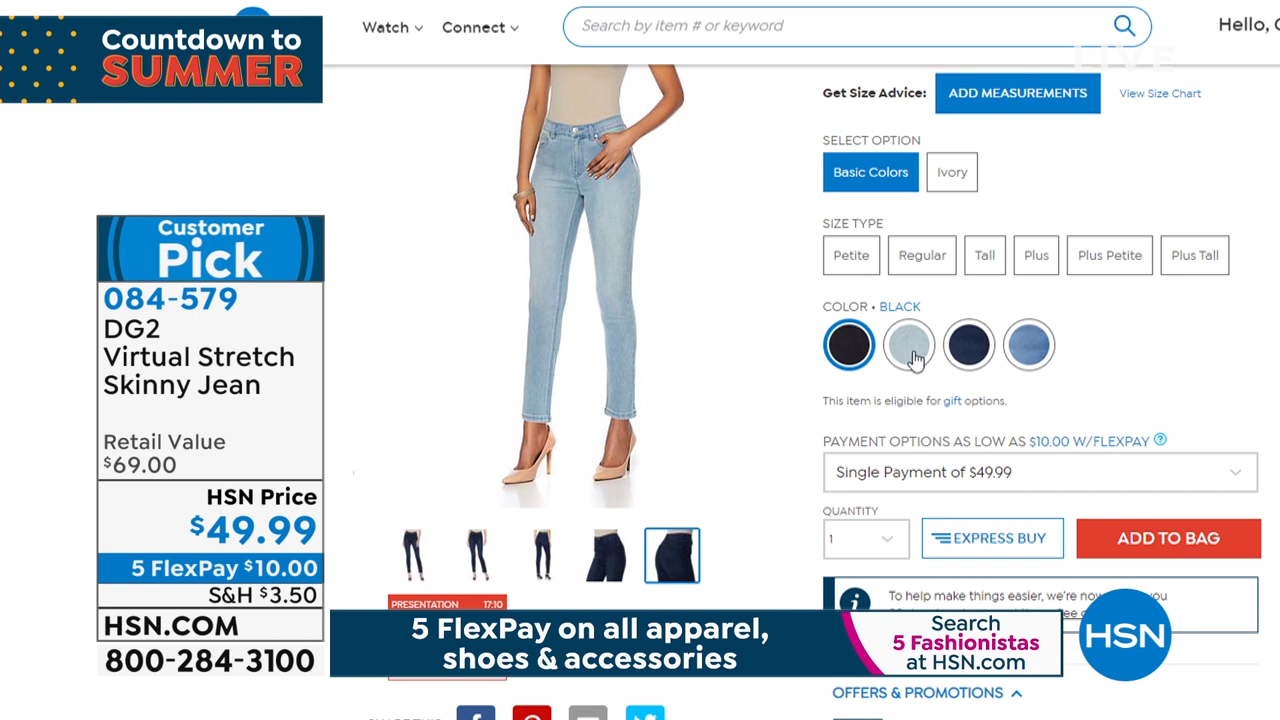 Countdown to
SUMMER
Watch
Connect
Search by item # or keyword
Hello,
LIVE
Get Size Advice:
ADD MEASUREMENTS
View Size Chart
SELECT OPTION
Basic Colors
Ivory
SIZE TYPE
Petite
Regular
Tall
Plus
Plus Petite
Plus Tall
COLOR • BLACK
This item is eligible for gift options.
PAYMENT OPTIONS AS LOW AS $10.00 W/FLEXPAY ?
Single Payment of $49.99
QUANTITY
1
EXPRESS BUY
ADD TO BAG
i
To help make things easier, we're now
Customer
Pick
084-579
DG2
Virtual Stretch
Skinny Jean
Retail Value
$69.00
HSN Price
$49.99
5 FlexPay $10.00
S&H $3.50
HSN.COM
800-284-3100
PRESENTATION 17:10
5 FlexPay on all apparel,
shoes & accessories
Search
5 Fashionistas
at HSN.com
HSN
OFFERS & PROMOTIONS